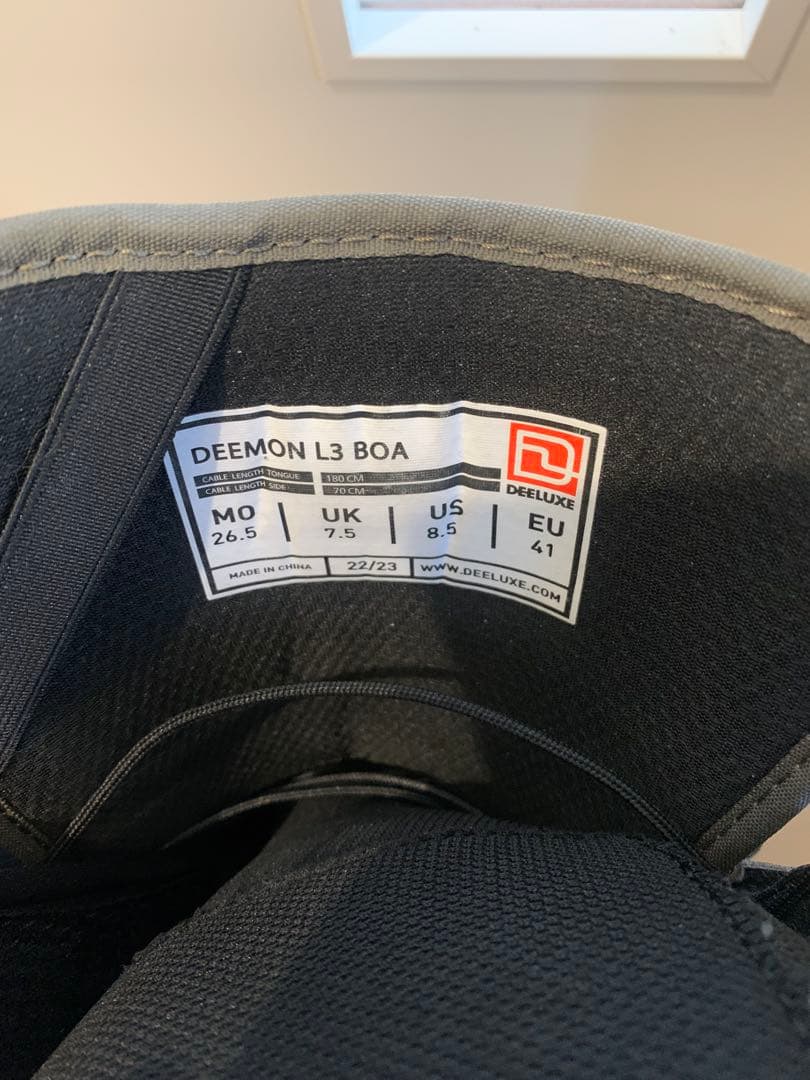 DEEMON L3 BOA
CABLE LENGTH TONGUE 180 CM
CABLE LENGTH SIDE: 70 CM
DEELUXE
MO | UK | US | EU
26.5 7.5 8.5 41
MADE IN CHINA 22/23 WWW.DEELUXE.COM